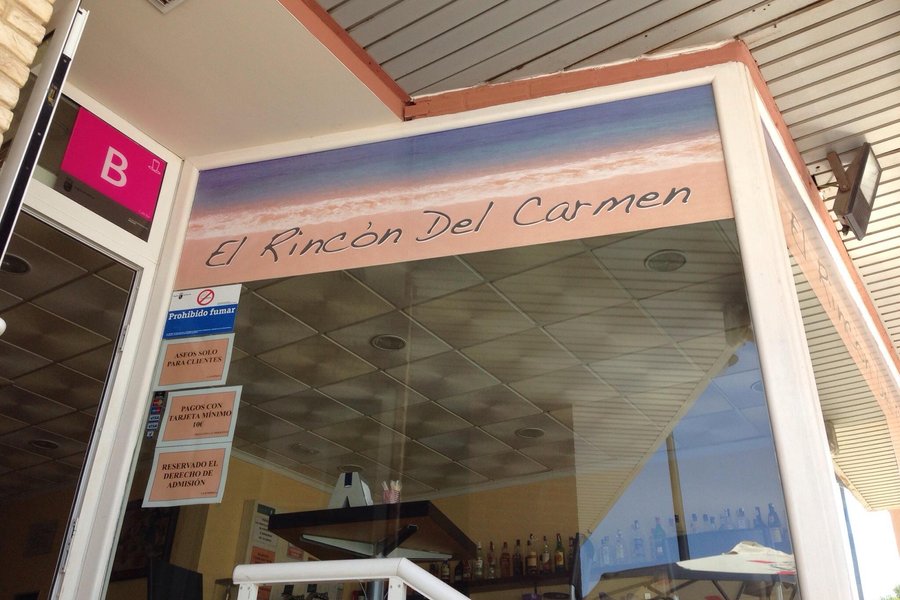 B
El Rincón Del Carmen
Prohibido fumar
ASEOS SOLO
PARA CLIENTES
PAGOS CON
TARJETA MÍNIMO
10€
RESERVADO EL
DERECHO DE
ADMISIÓN